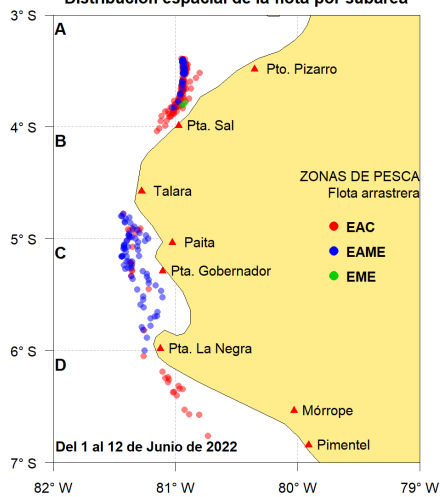 Distribución espacial de la flota por subárea
3° S
A
Pto. Pizarro
4° S
Pta. Sal
B
ZONAS DE PESCA
Flota arrastrera
Talara
EAC
5° S
Paita
C
EAME
Pta. Gobernador
EME
6° S
Pta. La Negra
D
Mórrope
Del 1 al 12 de Junio de 2022
Pimentel
7° S
82° W 81° W 80° W 79° W